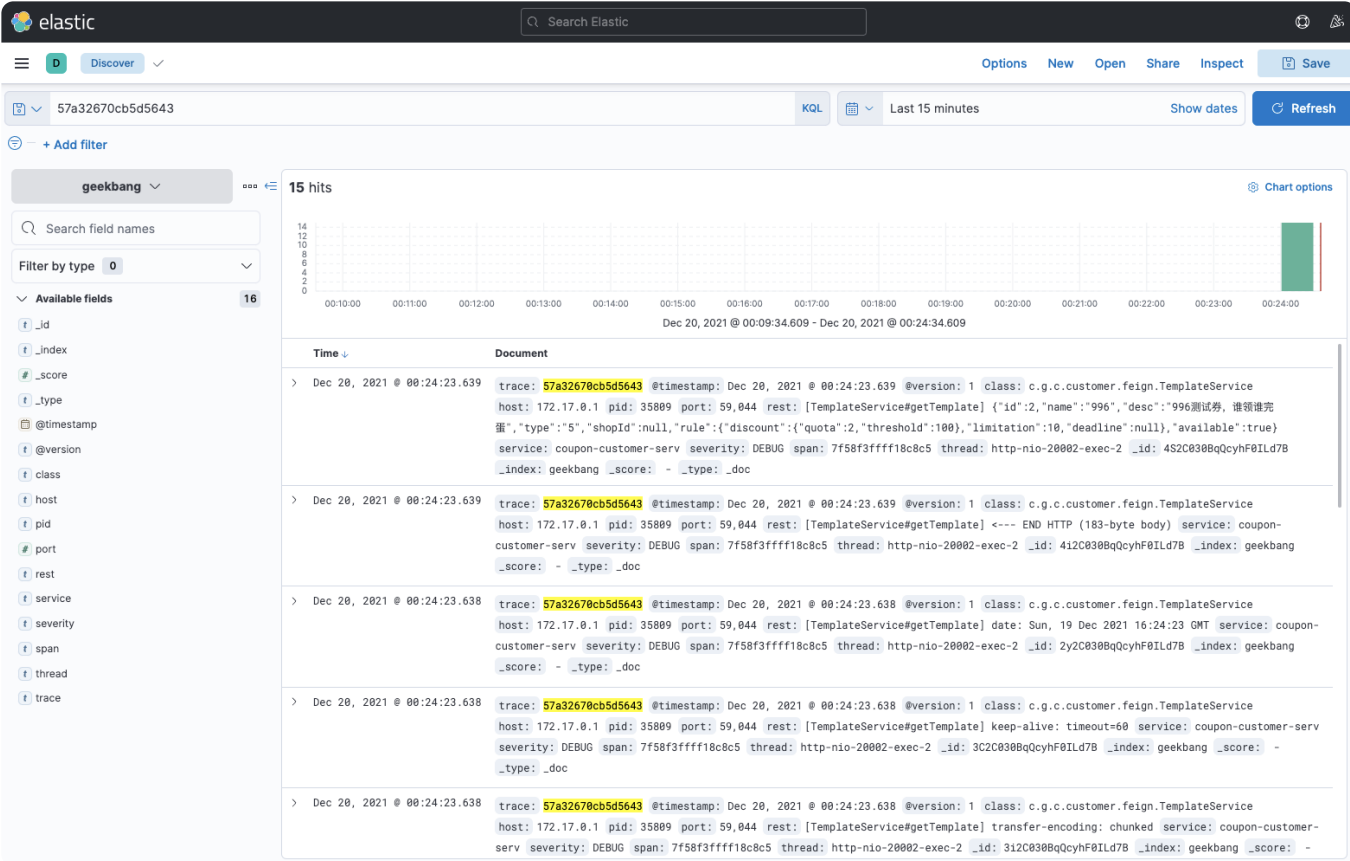 elastic
Search Elastic
D
Discover
Options
New
Open
Share
Inspect
Save
57a32670cb5d5643
KQL
Last 15 minutes
Show dates
Refresh
+ Add filter
geekbang
Search field names
Filter by type 0
Available fields 16
t _id
t _index
# _score
t _type
@timestamp
t @version
t class
t host
t pid
# port
t rest
t service
t severity
t span
t thread
t trace
15 hits
Chart options
14
12
10
8
6
4
2
0
00:10:00 00:11:00 00:12:00 00:13:00 00:14:00 00:15:00 00:16:00 00:17:00 00:18:00 00:19:00 00:20:00 00:21:00 00:22:00 00:23:00 00:24:00
Dec 20, 2021 @ 00:09:34.609 - Dec 20, 2021 @ 00:24:34.609
Time Document
Dec 20, 2021 @ 00:24:23.639 trace: 57a32670cb5d5643 @timestamp: Dec 20, 2021 @ 00:24:23.639 @version: 1 class: c.g.c.customer.feign.TemplateService
host: 172.17.0.1 pid: 35809 port: 59,044 rest: [TemplateService#getTemplate] {"id":2,"name":"996","desc":"996测试券，谁领谁完
蛋","type":"5","shopId":null,"rule":{"discount":{"quota":2,"threshold":100},"limitation":10,"deadline":null},"available":true}
service: coupon-customer-serv severity: DEBUG span: 7f58f3ffff18c8c5 thread: http-nio-20002-exec-2 _id: 4S2C030BqQcyhF0ILd7B
_index: geekbang _score: - _type: _doc
Dec 20, 2021 @ 00:24:23.639 trace: 57a32670cb5d5643 @timestamp: Dec 20, 2021 @ 00:24:23.639 @version: 1 class: c.g.c.customer.feign.TemplateService
host: 172.17.0.1 pid: 35809 port: 59,044 rest: [TemplateService#getTemplate] <--- END HTTP (183-byte body) service: coupon-
customer-serv severity: DEBUG span: 7f58f3ffff18c8c5 thread: http-nio-20002-exec-2 _id: 4i2C030BqQcyhF0ILd7B _index: geekbang
_score: - _type: _doc
Dec 20, 2021 @ 00:24:23.638 trace: 57a32670cb5d5643 @timestamp: Dec 20, 2021 @ 00:24:23.638 @version: 1 class: c.g.c.customer.feign.TemplateService
host: 172.17.0.1 pid: 35809 port: 59,044 rest: [TemplateService#getTemplate] date: Sun, 19 Dec 2021 16:24:23 GMT service: coupon-
customer-serv severity: DEBUG span: 7f58f3ffff18c8c5 thread: http-nio-20002-exec-2 _id: 2y2C030BqQcyhF0ILd7B _index: geekbang
_score: - _type: _doc
Dec 20, 2021 @ 00:24:23.638 trace: 57a32670cb5d5643 @timestamp: Dec 20, 2021 @ 00:24:23.638 @version: 1 class: c.g.c.customer.feign.TemplateService
host: 172.17.0.1 pid: 35809 port: 59,044 rest: [TemplateService#getTemplate] keep-alive: timeout=60 service: coupon-customer-serv
severity: DEBUG span: 7f58f3ffff18c8c5 thread: http-nio-20002-exec-2 _id: 3C2C030BqQcyhF0ILd7B _index: geekbang _score: -
_type: _doc
Dec 20, 2021 @ 00:24:23.638 trace: 57a32670cb5d5643 @timestamp: Dec 20, 2021 @ 00:24:23.638 @version: 1 class: c.g.c.customer.feign.TemplateService
host: 172.17.0.1 pid: 35809 port: 59,044 rest: [TemplateService#getTemplate] transfer-encoding: chunked service: coupon-customer-
serv severity: DEBUG span: 7f58f3ffff18c8c5 thread: http-nio-20002-exec-2 _id: 3i2C030BqQcyhF0ILd7B _index: geekbang _score: -